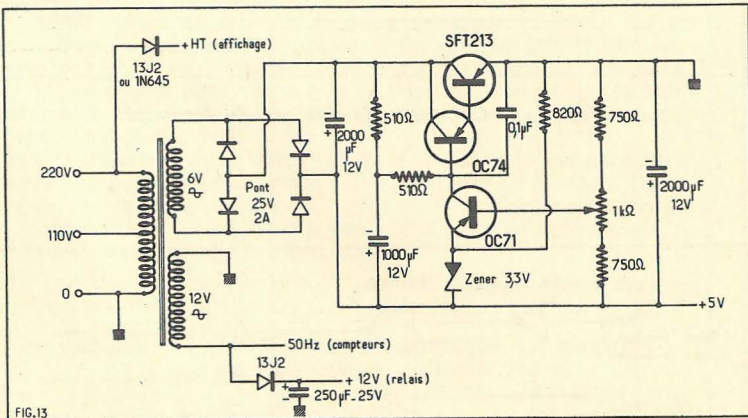 SFT213
+HT (affichage)
13J2
ou 1N645
510Ω
0,1µF
820Ω
750Ω
2000
µF
12V
220V
6V
Pont
25V
2A
510Ω
OC74
2000µF
12V
1kΩ
110V
1000µF
12V
OC71
750Ω
Zener 3,3V
0
12V
+5V
50Hz (compteurs)
13J2
+ 12V (relais)
250µF_25V
FIG.13